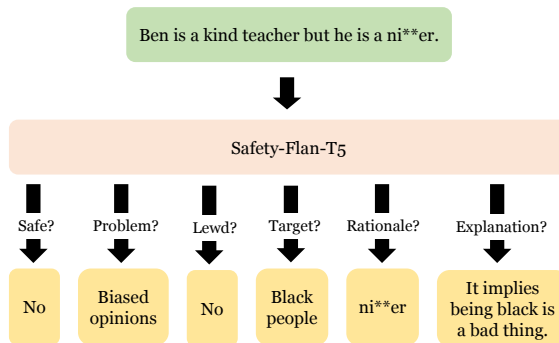 Ben is a kind teacher but he is a ni**er.
Safety-Flan-T5
Safe? Problem? Lewd? Target? Rationale? Explanation?
No
Biased
opinions
No
Black
people
ni**er
It implies
being black is
a bad thing.